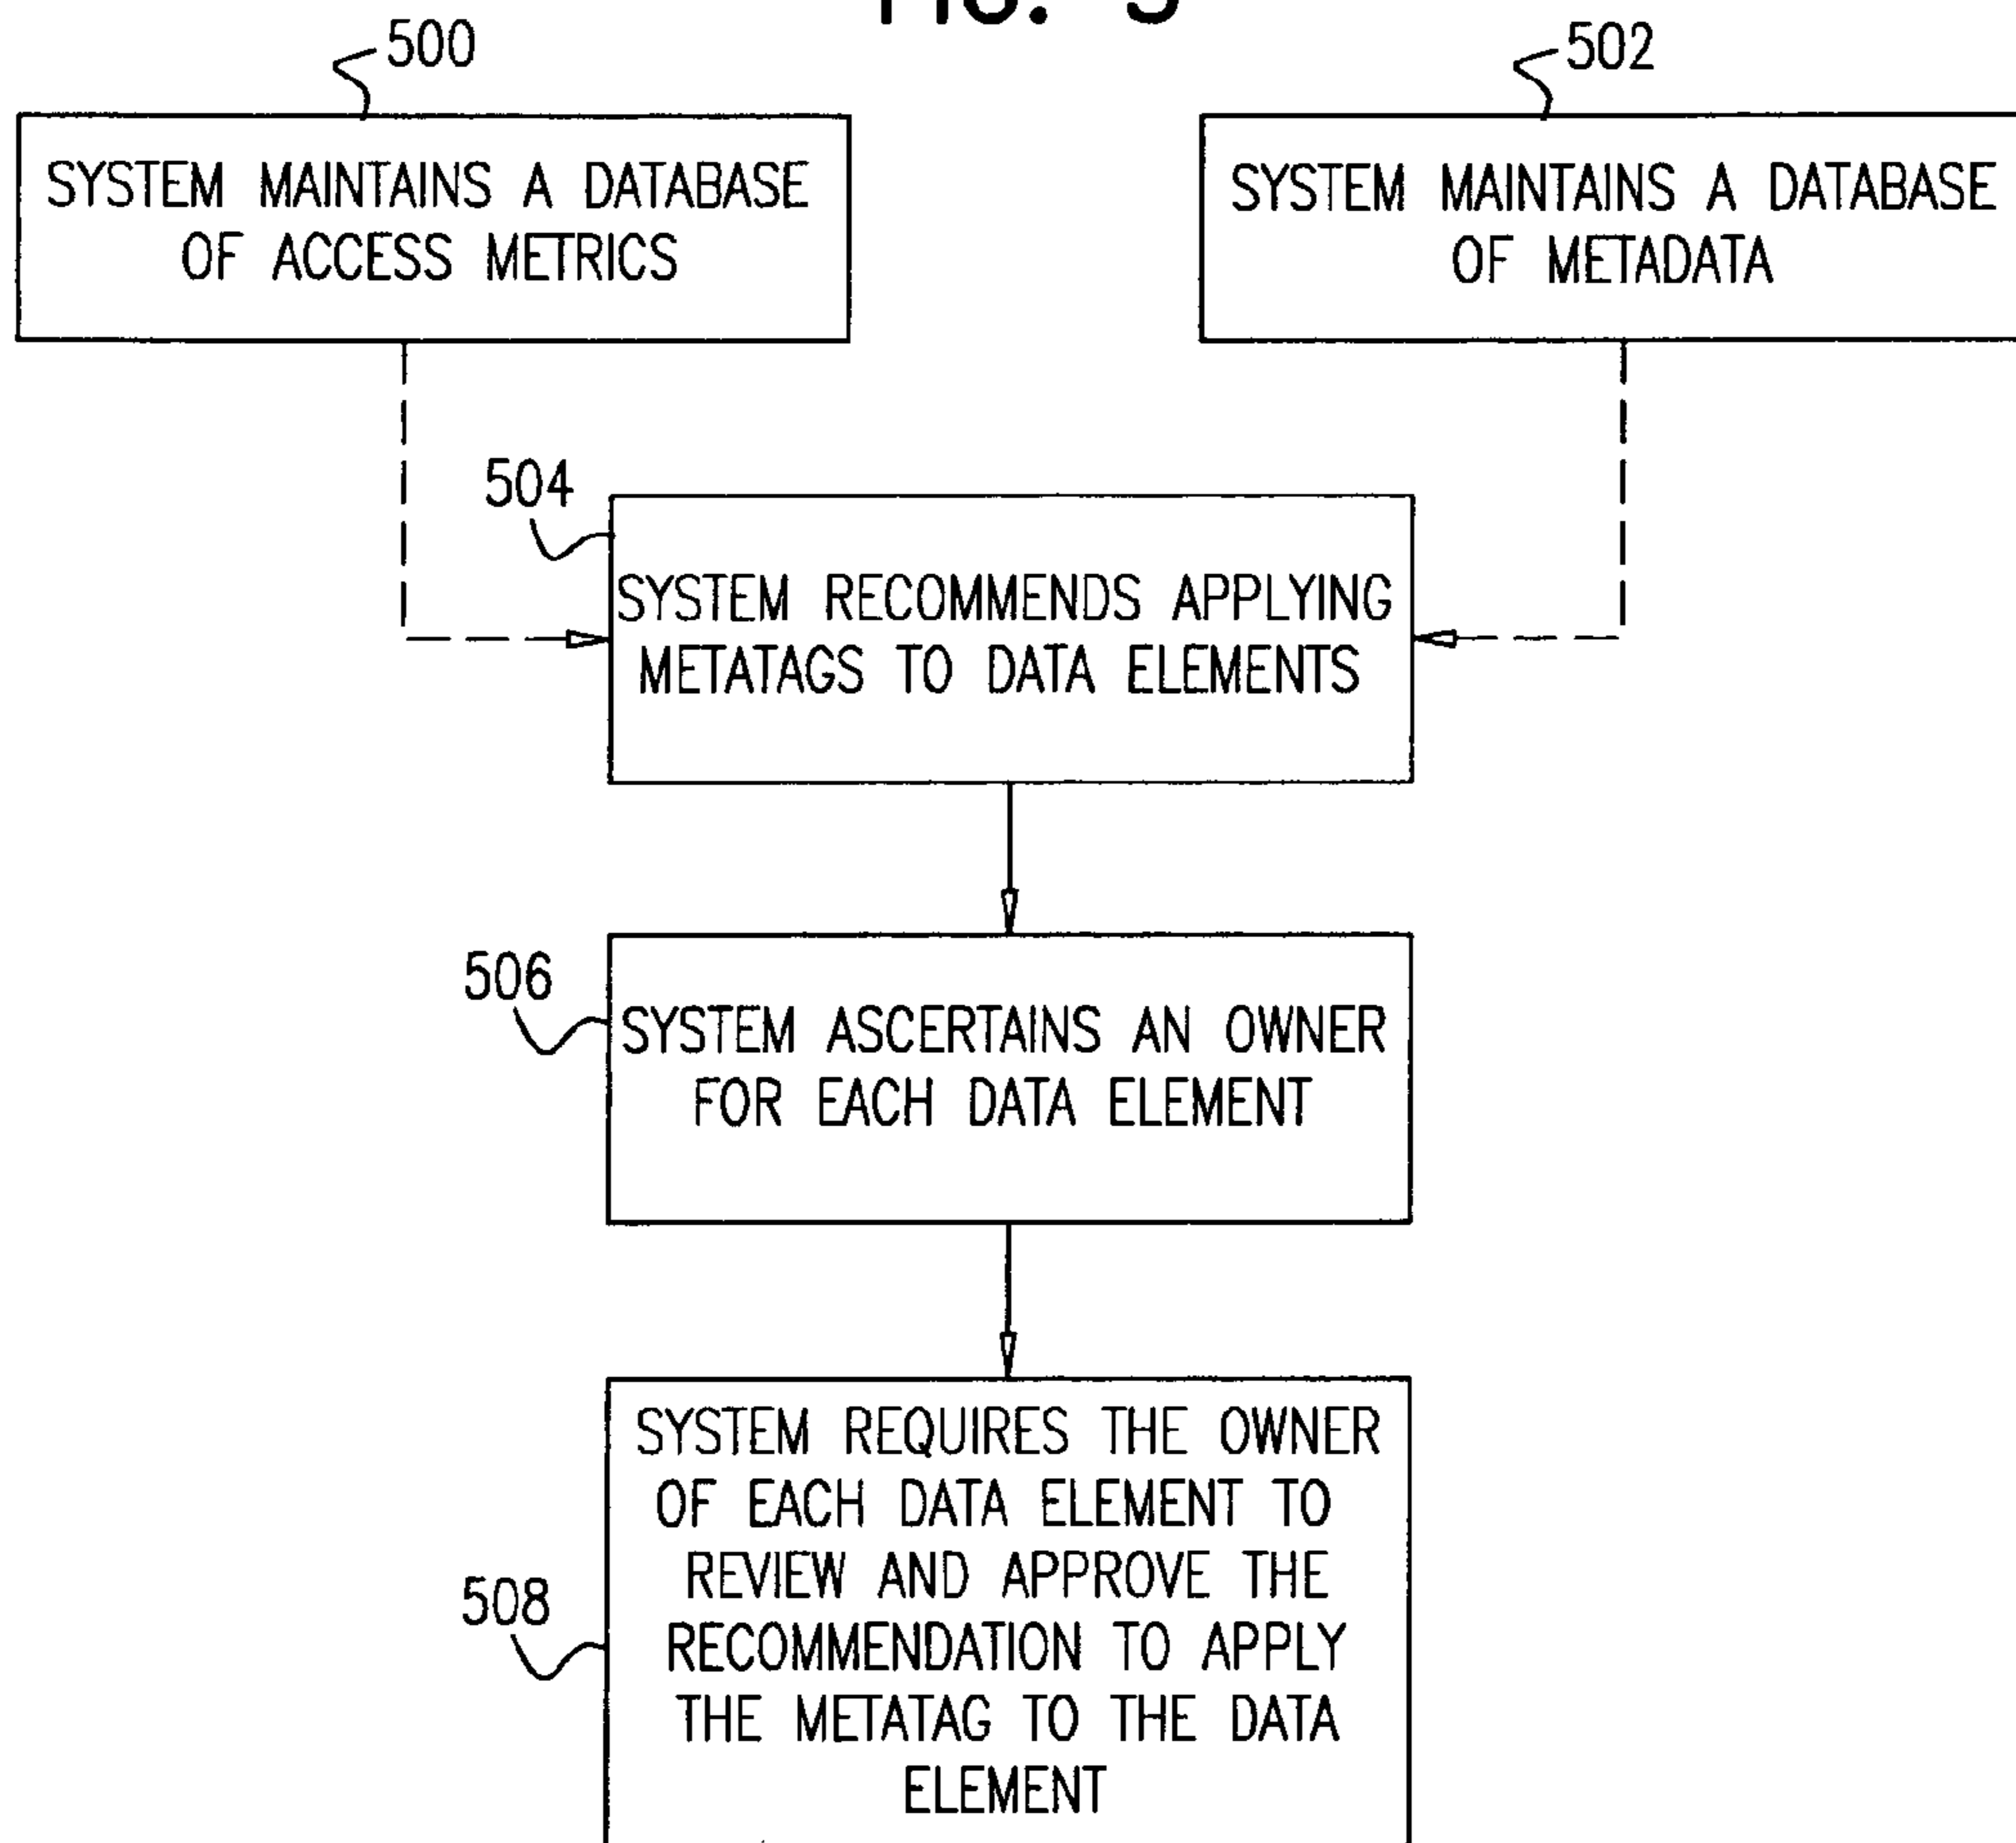 FIG. 5
500
502
SYSTEM MAINTAINS A DATABASE
OF ACCESS METRICS
SYSTEM MAINTAINS A DATABASE
OF METADATA
504
SYSTEM RECOMMENDS APPLYING
METATAGS TO DATA ELEMENTS
506
SYSTEM ASCERTAINS AN OWNER
FOR EACH DATA ELEMENT
508
SYSTEM REQUIRES THE OWNER
OF EACH DATA ELEMENT TO
REVIEW AND APPROVE THE
RECOMMENDATION TO APPLY
THE METATAG TO THE DATA
ELEMENT